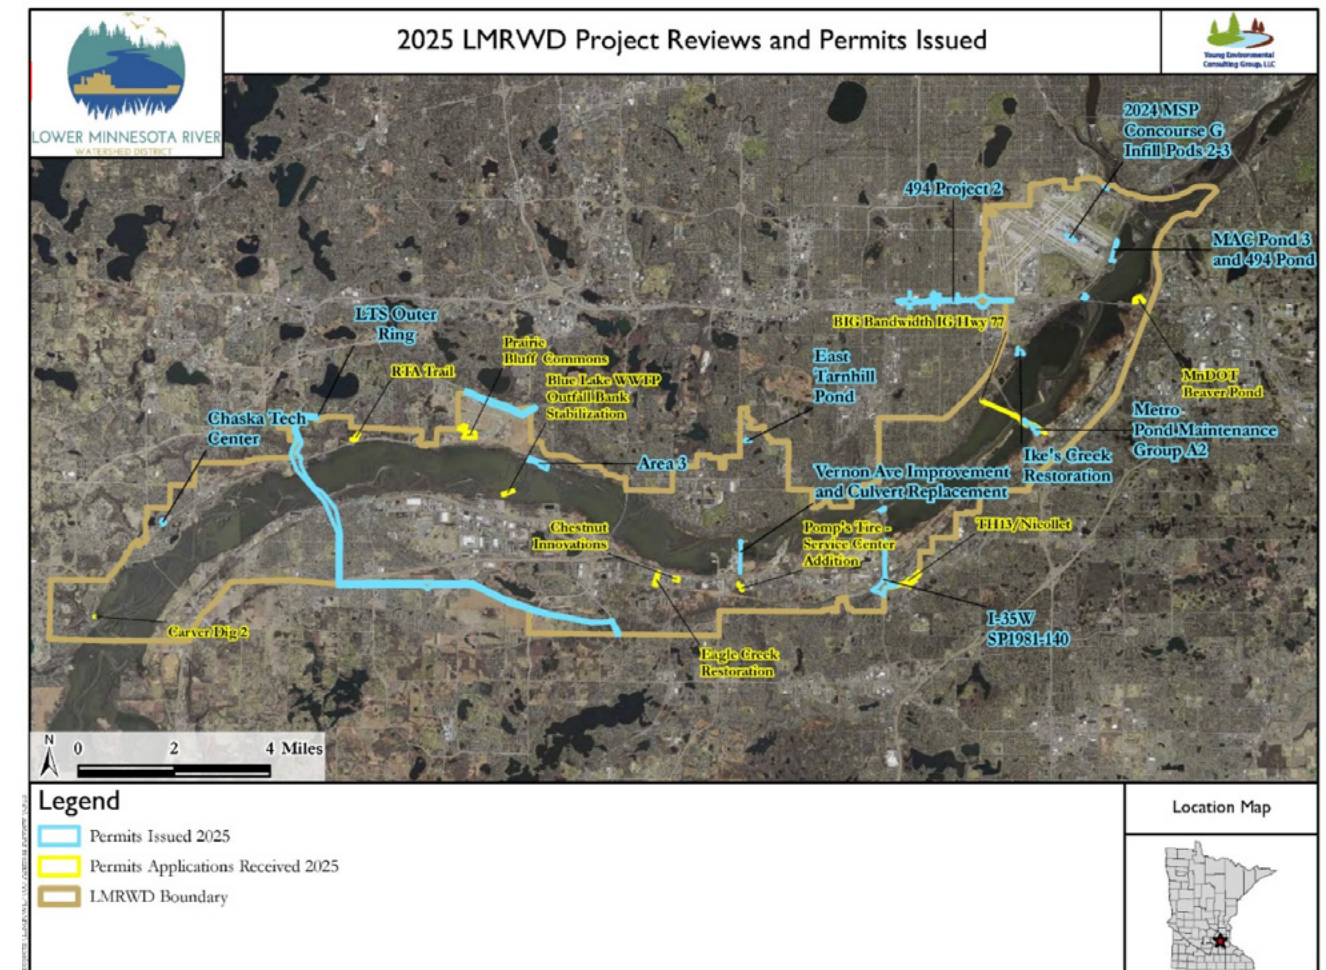 2025 LMRWD Project Reviews and Permits Issued
LOWER MINNESOTA RIVER
WATERSHED DISTRICT
Young Environmental
Consulting Group, LLC
2024 MSP
Concourse G
Infill Pods 2-3
494 Project 2
MAC Pond 3
and 494 Pond
BIG Bandwidth IG Hwy 77
LTS Outer
Ring
Prairie
Bluff Commons
RTA Trail
Blue Lake WWTP
Outfall Bank
Stabilization
East
Tarnhill
Pond
MnDOT
Beaver Pond
Chaska Tech
Center
Metro
Pond Maintenance
Group A2
Area 3
Ike's Creek
Restoration
Vernon Ave Improvement
and Culvert Replacement
Chestnut
Innovations
Pomp's Tire -
Service Center
Addition
TH13/Nicollet
Carver Dig 2
I-35W
SP1981-140
Eagle Creek
Restoration
N
0 2 4 Miles
Legend
Permits Issued 2025
Permits Applications Received 2025
LMRWD Boundary
Location Map